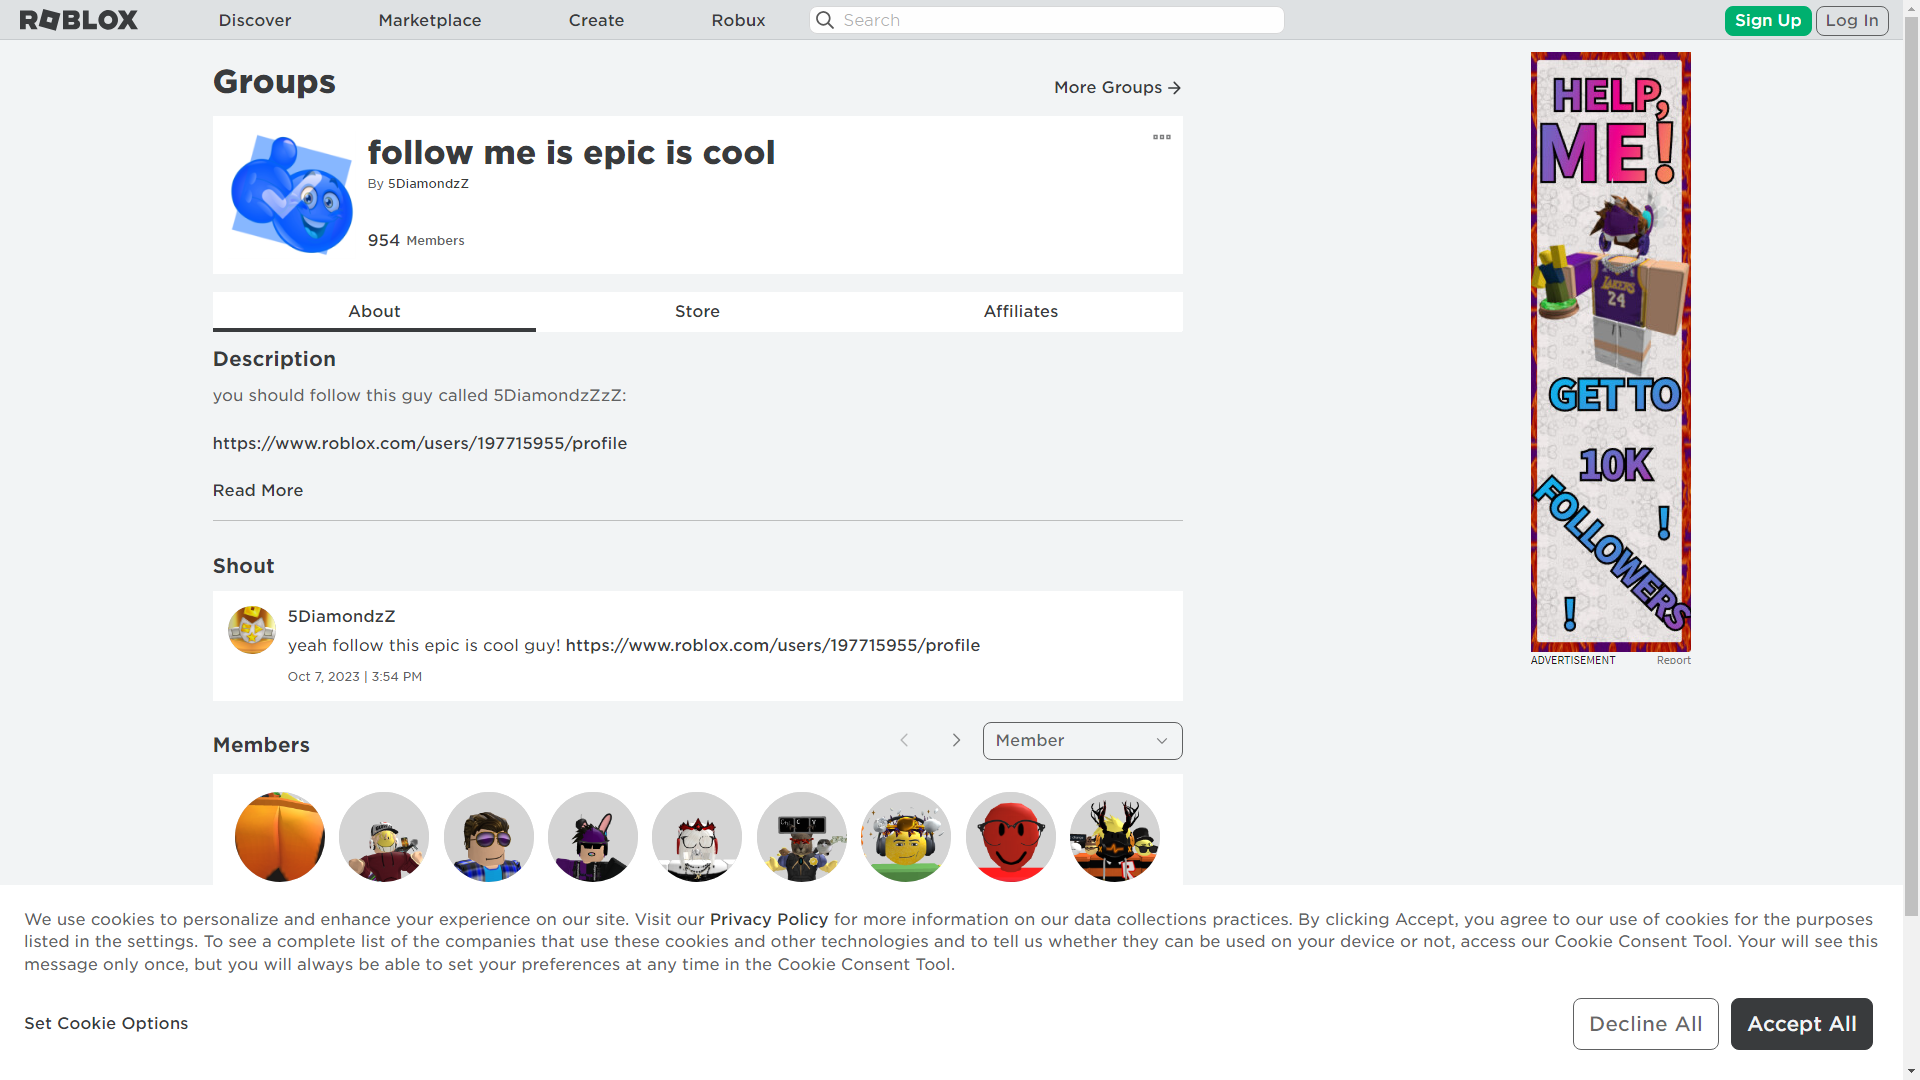 ROBLOX
Discover
Marketplace
Create
Robux
Search
Sign Up
Log In
Groups
More Groups
follow me is epic is cool
By 5DiamondzZ
954 Members
About
Store
Affiliates
Description
you should follow this guy called 5DiamondzZzZ:
https://www.roblox.com/users/197715955/profile
Read More
Shout
5DiamondzZ
yeah follow this epic is cool guy! https://www.roblox.com/users/197715955/profile
Oct 7, 2023 | 3:54 PM
Members
Member
HELP,
ME!
LAKERS
24
GET TO
10K
FOLLOWERS
!
!
ADVERTISEMENT
Report
We use cookies to personalize and enhance your experience on our site. Visit our Privacy Policy for more information on our data collections practices. By clicking Accept, you agree to our use of cookies for the purposes
listed in the settings. To see a complete list of the companies that use these cookies and other technologies and to tell us whether they can be used on your device or not, access our Cookie Consent Tool. Your will see this
message only once, but you will always be able to set your preferences at any time in the Cookie Consent Tool.
Set Cookie Options
Decline All
Accept All